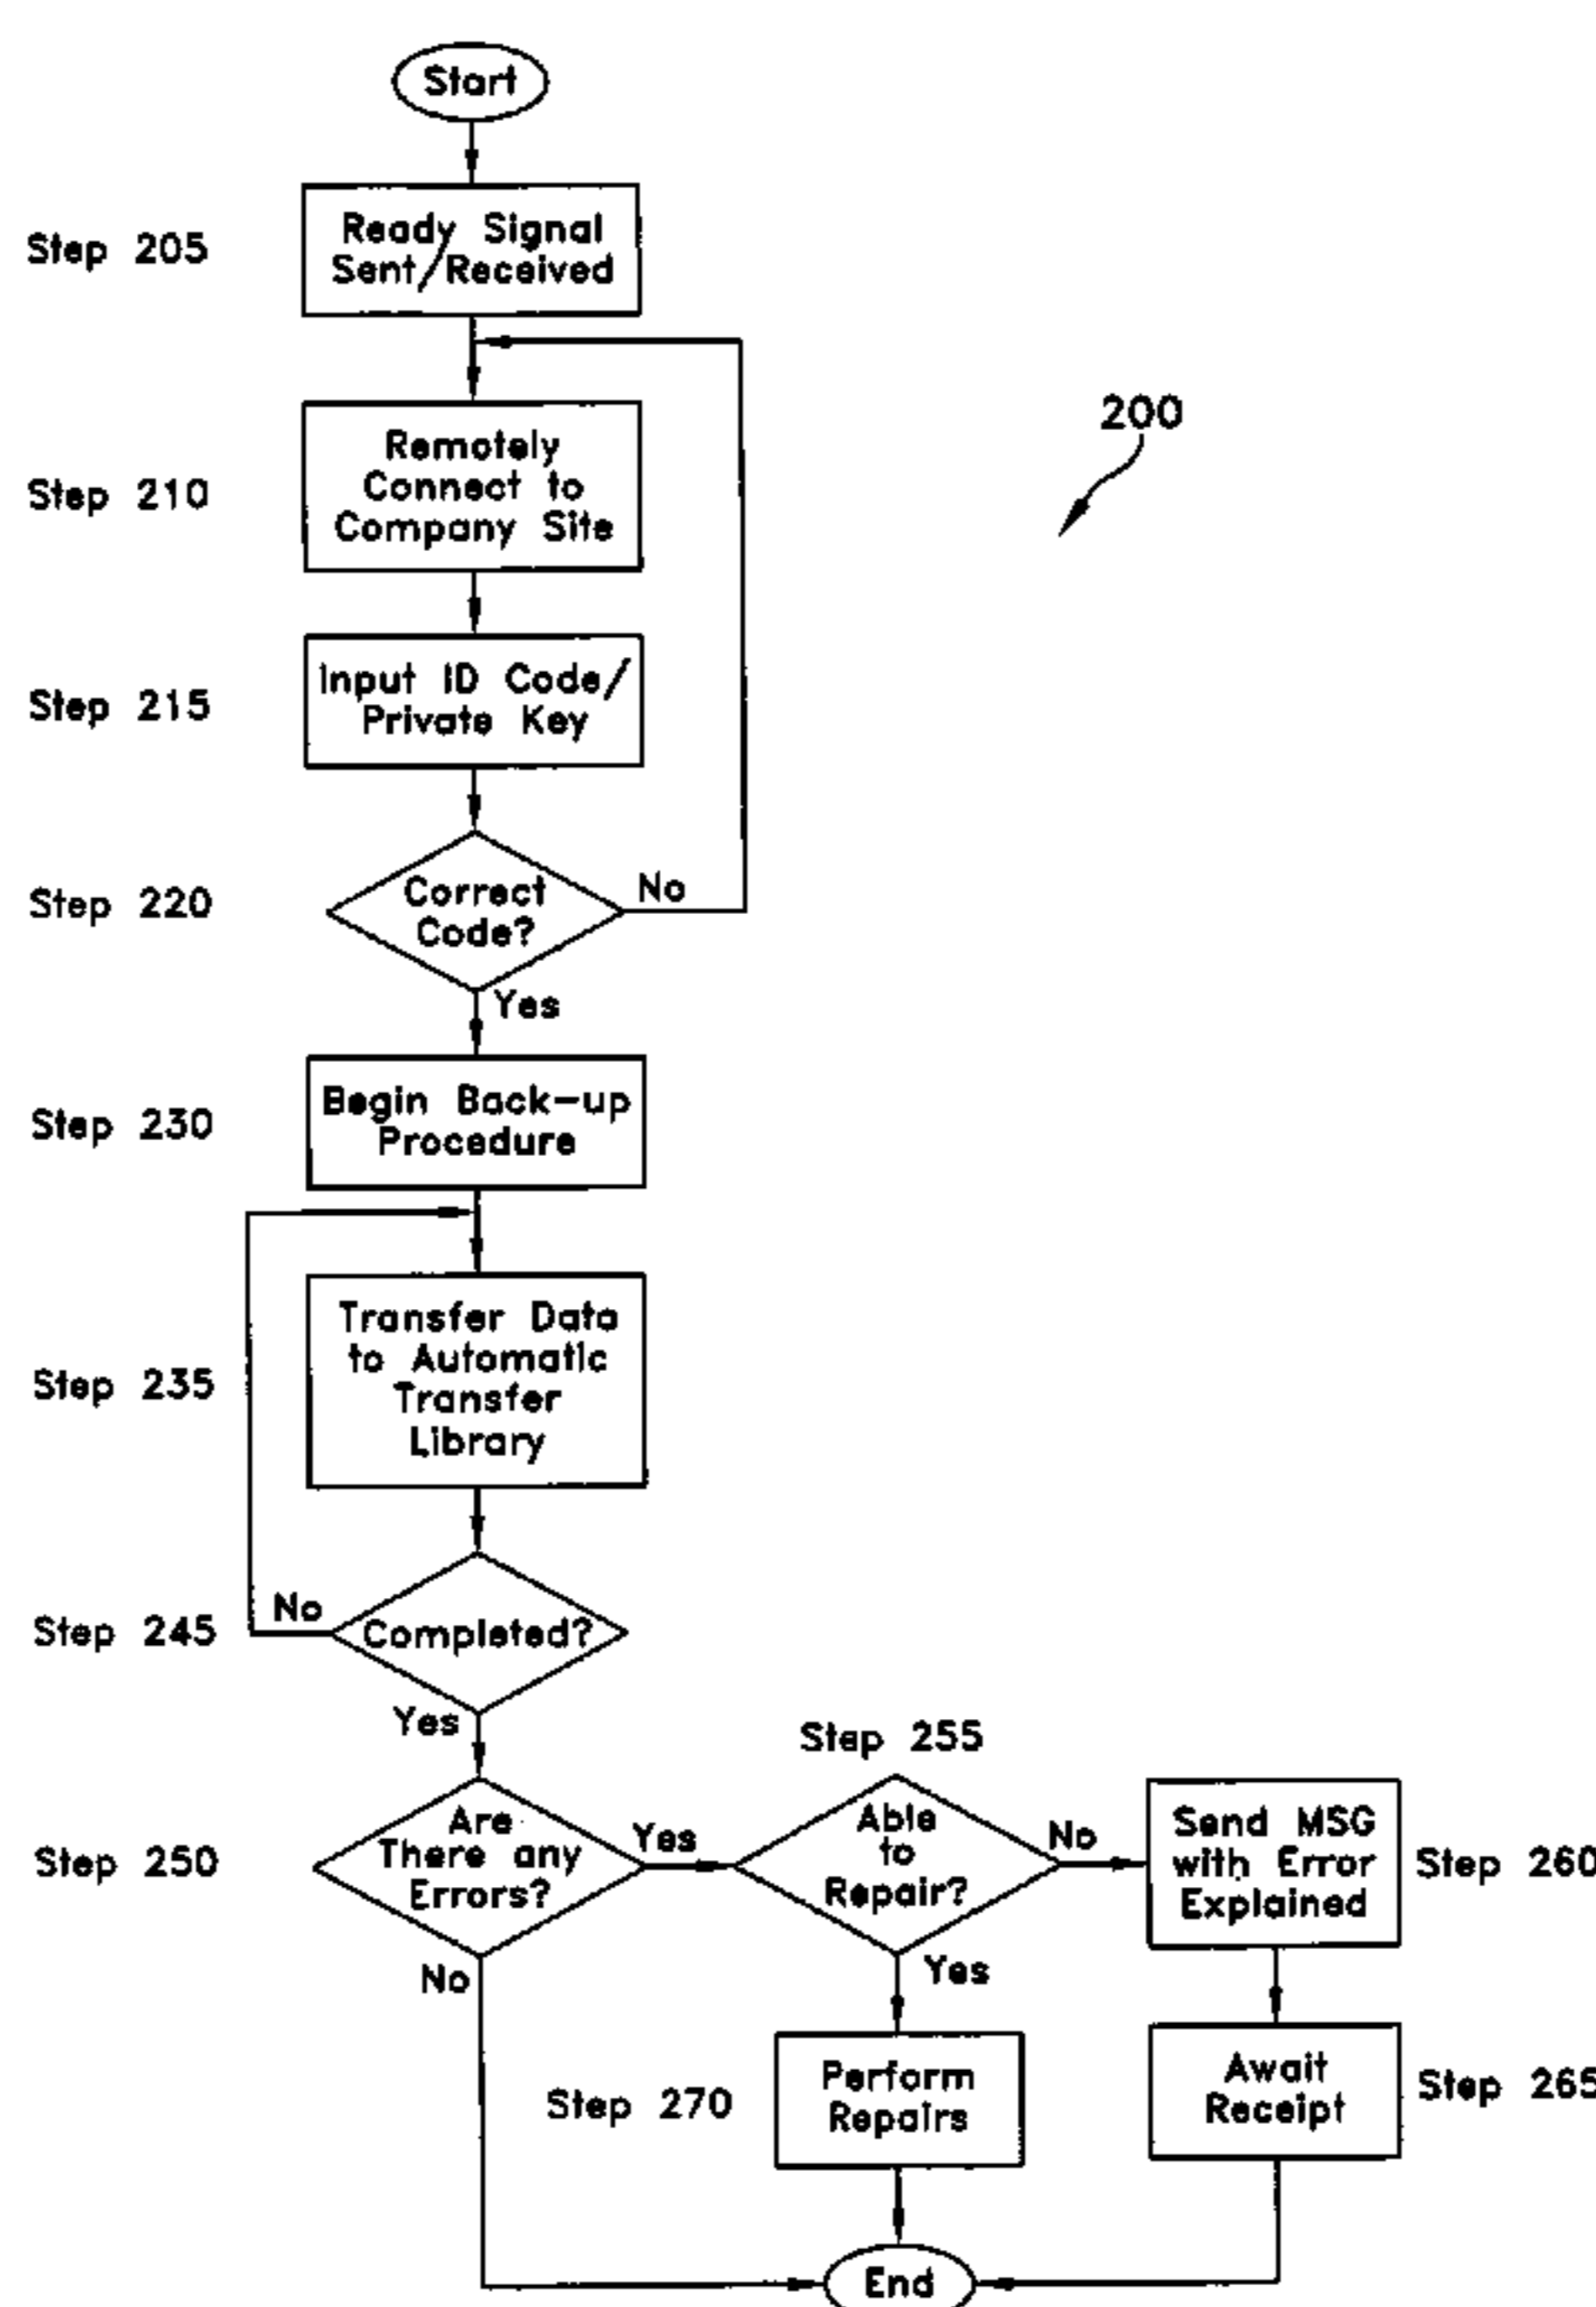 Start
Step 205
Ready Signal
Sent/Received
200
Step 210
Remotely
Connect to
Company Site
Step 215
Input ID Code/
Private Key
Step 220
Correct
Code?
No
Yes
Step 230
Begin Back-up
Procedure
Step 235
Transfer Data
to Automatic
Transfer
Library
Step 245
No
Completed?
Yes
Step 250
Are
There any
Errors?
Yes
No
Step 255
Able
to
Repair?
No
Yes
Send MSG
with Error
Explained
Step 260
Step 270
Perform
Repairs
Await
Receipt
Step 265
End